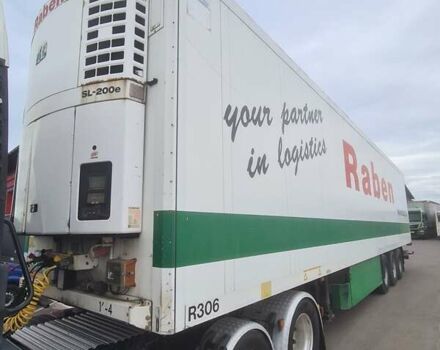 Raben
SL-200e
your partner
in logistics
Raben
R306